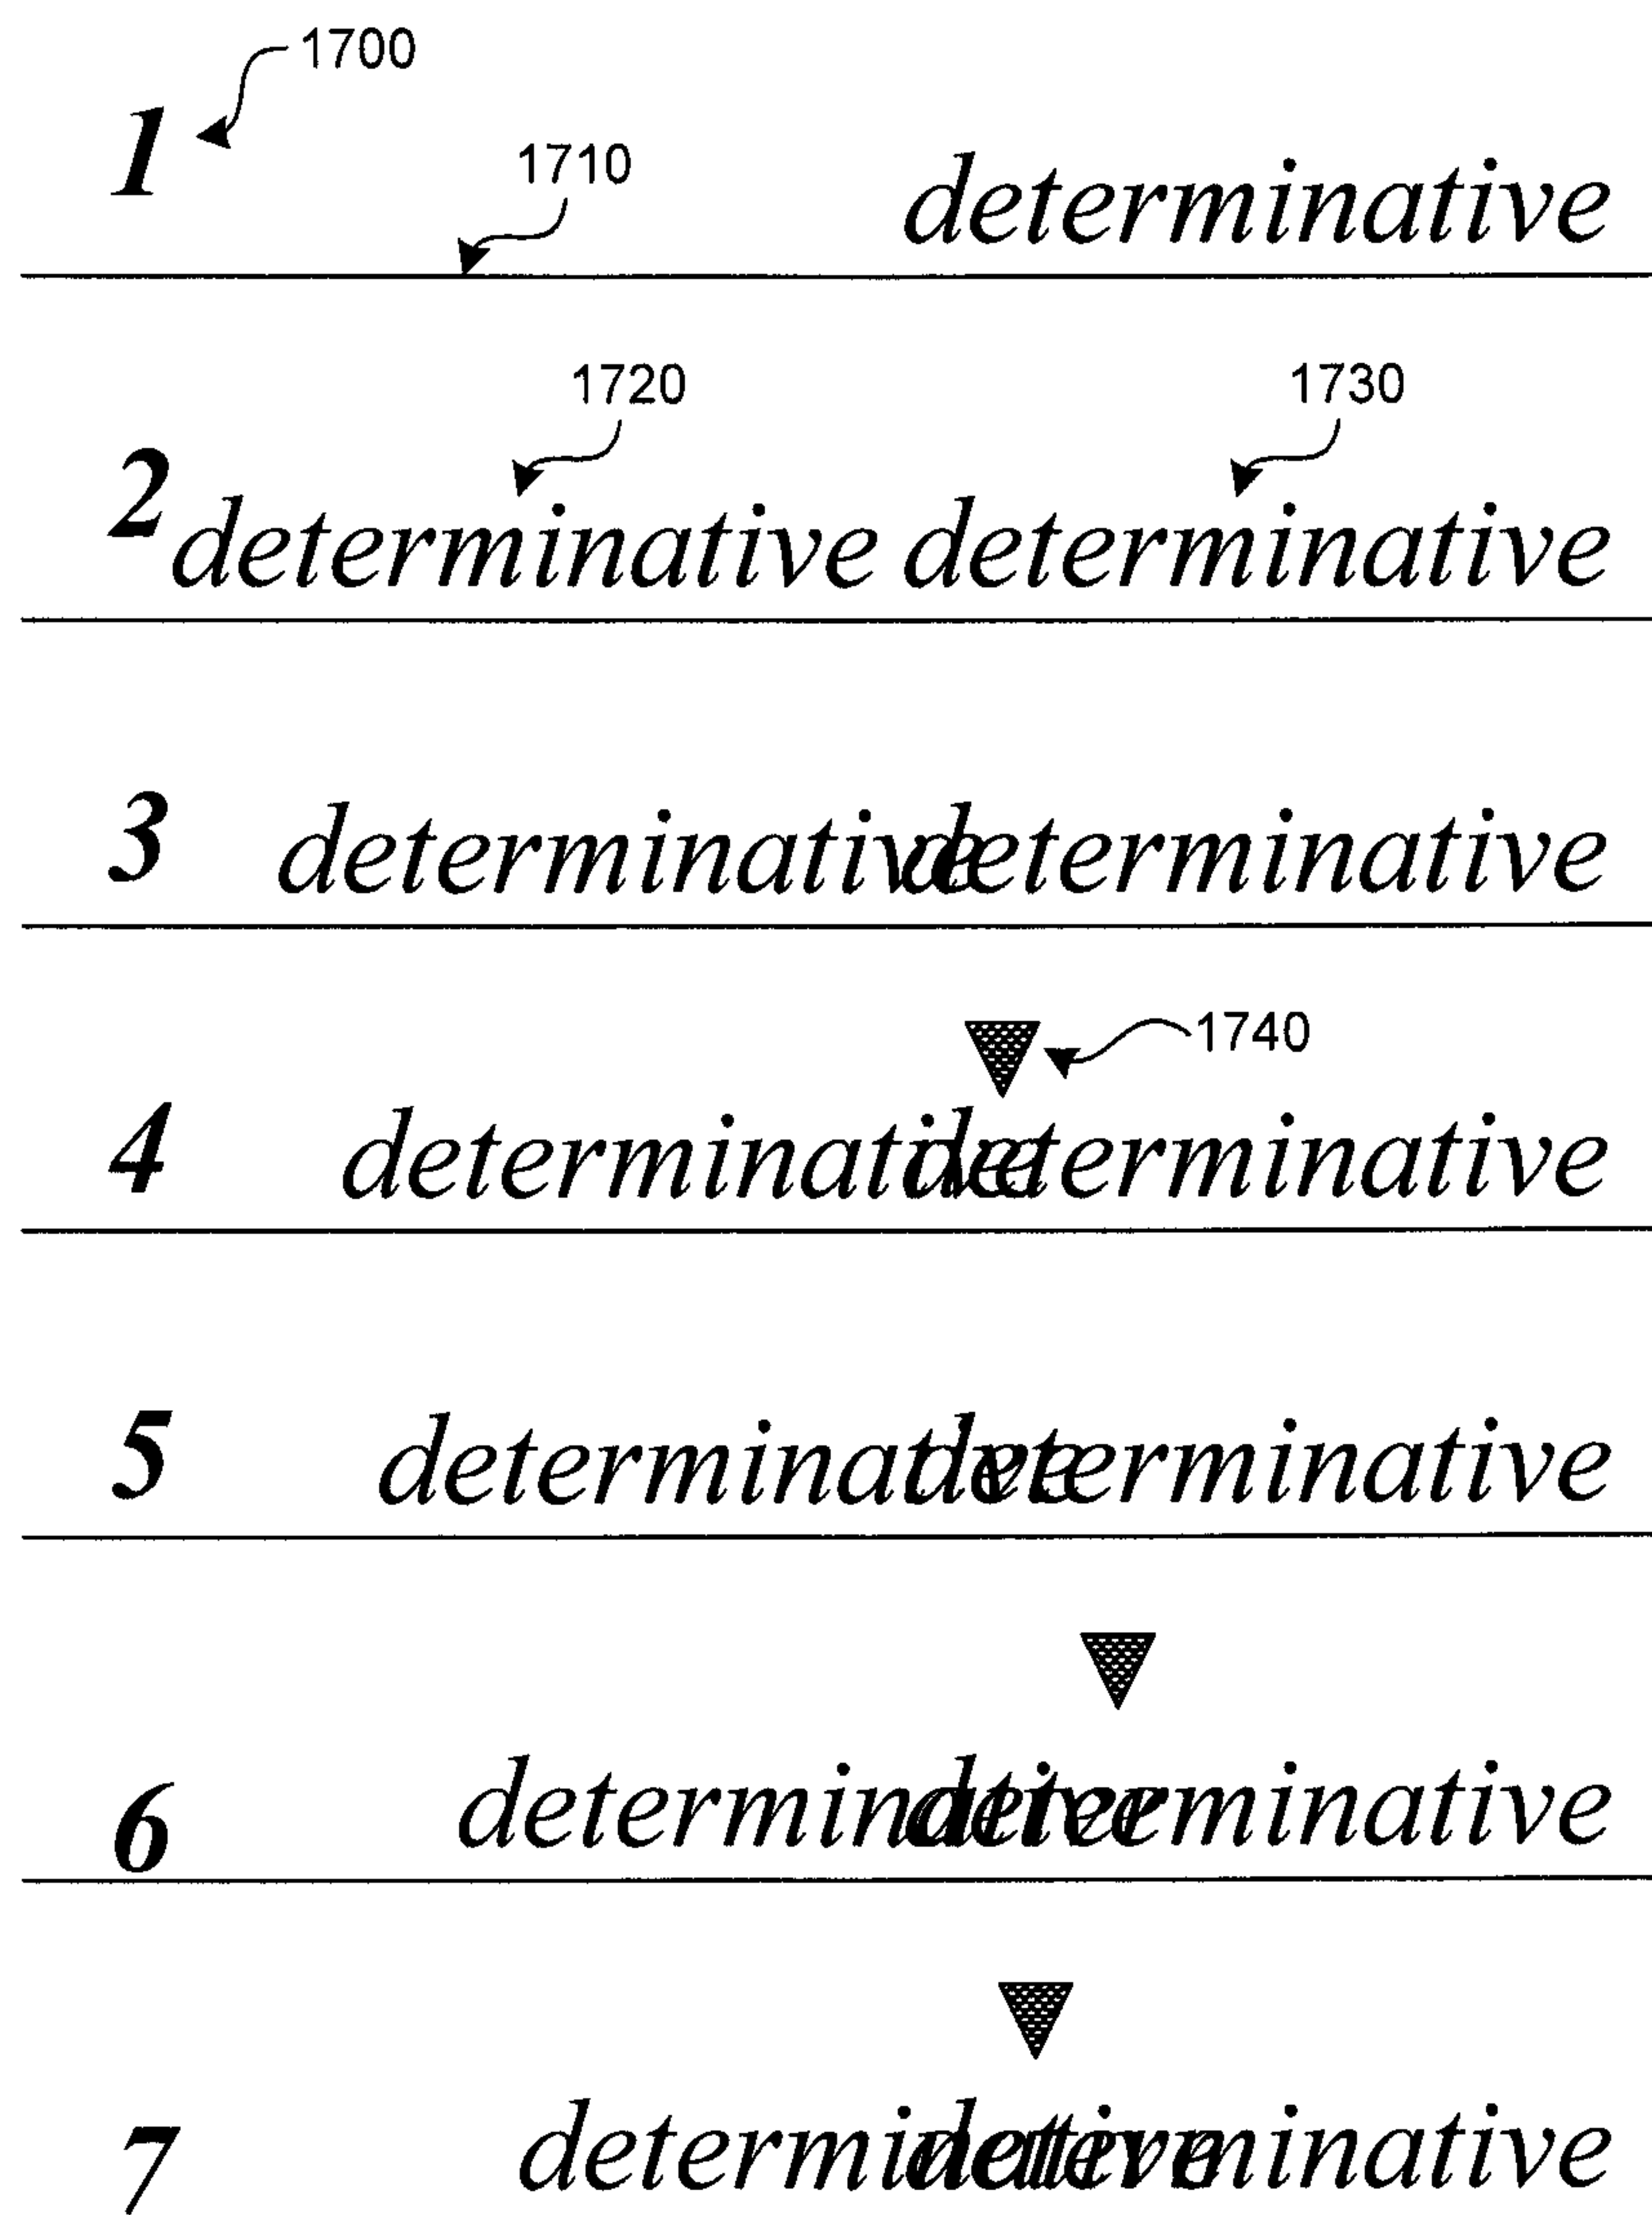 1700
1 1710 determinative
1720 1730
2 determinative determinative
3 determinative determinative
1740
4 determinative determinative
5 determinative determinative
6 determinative determinative
7 determinative determinative